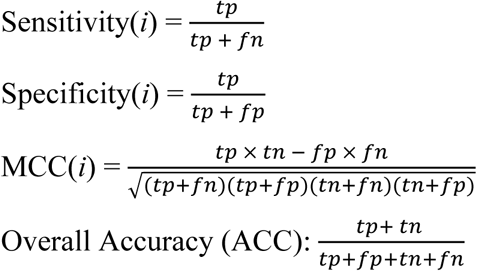 Sensitivity(i) = tp / tp + fn
Specificity(i) = tp / tp + fp
MCC(i) = tp × tn − fp × fn / √(tp+fn)(tp+fp)(tn+fn)(tn+fp)
Overall Accuracy (ACC): tp+ tn / tp+fp+tn+fn